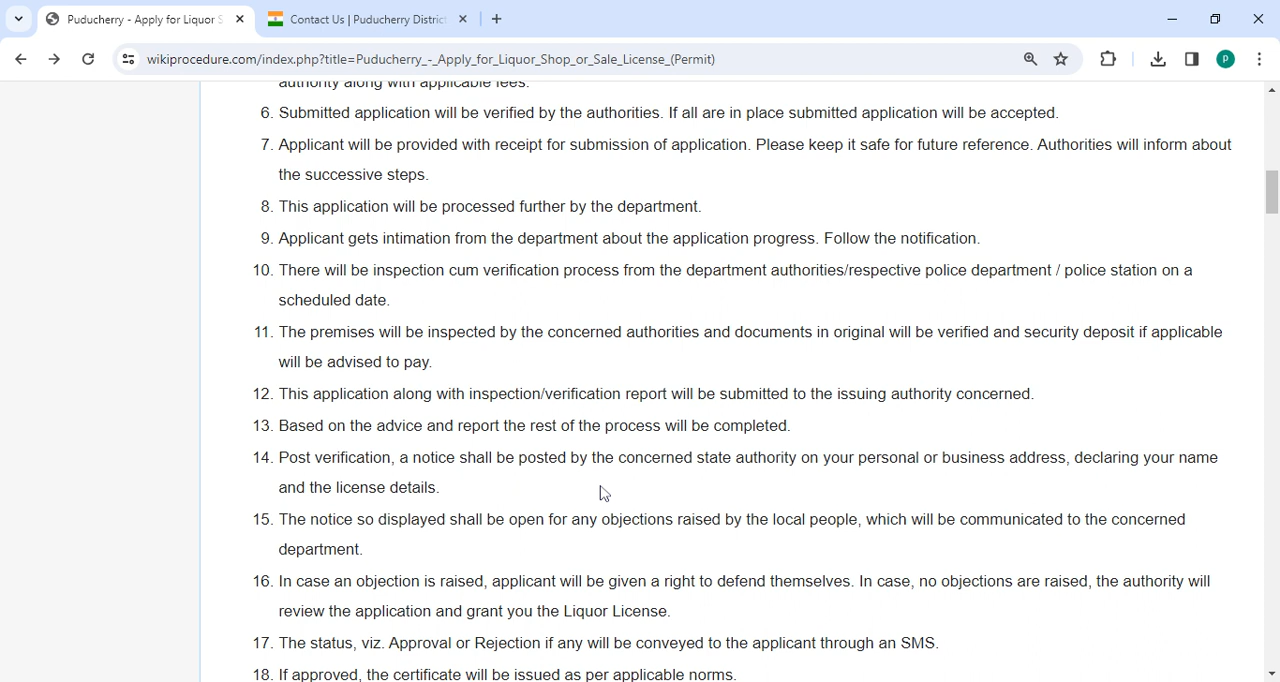 Puducherry - Apply for Liquor S
Contact Us | Puducherry Distric
wikiprocedure.com/index.php?title=Puducherry_-_Apply_for_Liquor_Shop_or_Sale_License_(Permit)
P
authority along with applicable fees.
6. Submitted application will be verified by the authorities. If all are in place submitted application will be accepted.
7. Applicant will be provided with receipt for submission of application. Please keep it safe for future reference. Authorities will inform about
the successive steps.
8. This application will be processed further by the department.
9. Applicant gets intimation from the department about the application progress. Follow the notification.
10. There will be inspection cum verification process from the department authorities/respective police department / police station on a
scheduled date.
11. The premises will be inspected by the concerned authorities and documents in original will be verified and security deposit if applicable
will be advised to pay.
12. This application along with inspection/verification report will be submitted to the issuing authority concerned.
13. Based on the advice and report the rest of the process will be completed.
14. Post verification, a notice shall be posted by the concerned state authority on your personal or business address, declaring your name
and the license details.
15. The notice so displayed shall be open for any objections raised by the local people, which will be communicated to the concerned
department.
16. In case an objection is raised, applicant will be given a right to defend themselves. In case, no objections are raised, the authority will
review the application and grant you the Liquor License.
17. The status, viz. Approval or Rejection if any will be conveyed to the applicant through an SMS.
18. If approved, the certificate will be issued as per applicable norms.